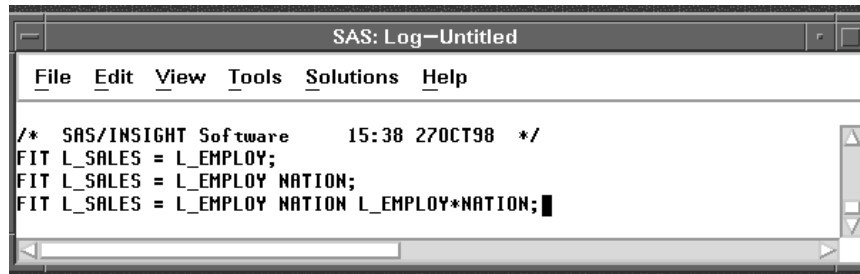 SAS: Log-Untitled
File Edit View Tools Solutions Help
/* SAS/INSIGHT Software 15:38 27OCT98 */
FIT L_SALES = L_EMPLOY;
FIT L_SALES = L_EMPLOY NATION;
FIT L_SALES = L_EMPLOY NATION L_EMPLOY*NATION;